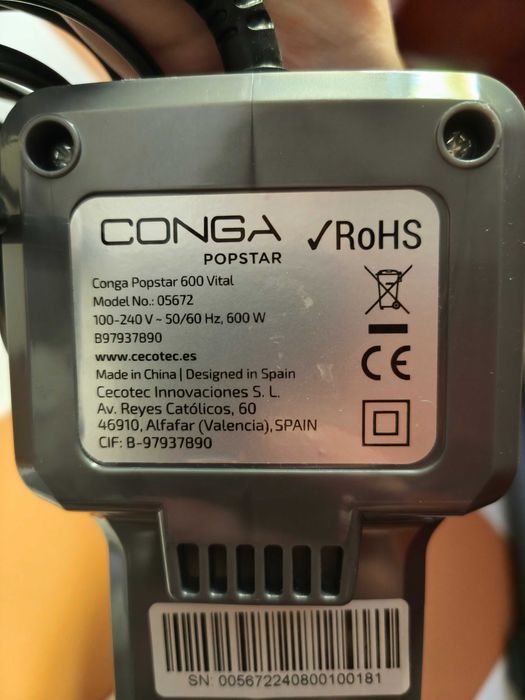 CONGA
POPSTAR
✓RoHS
Conga Popstar 600 Vital
Model No.: 05672
100-240 V ~ 50/60 Hz, 600 W
B97937890
www.cecotec.es
Made in China | Designed in Spain
Cecotec Innovaciones S. L.
Av. Reyes Católicos, 60
46910, Alfafar (Valencia), SPAIN
CIF: B-97937890
CE
SN: 005672240800100181